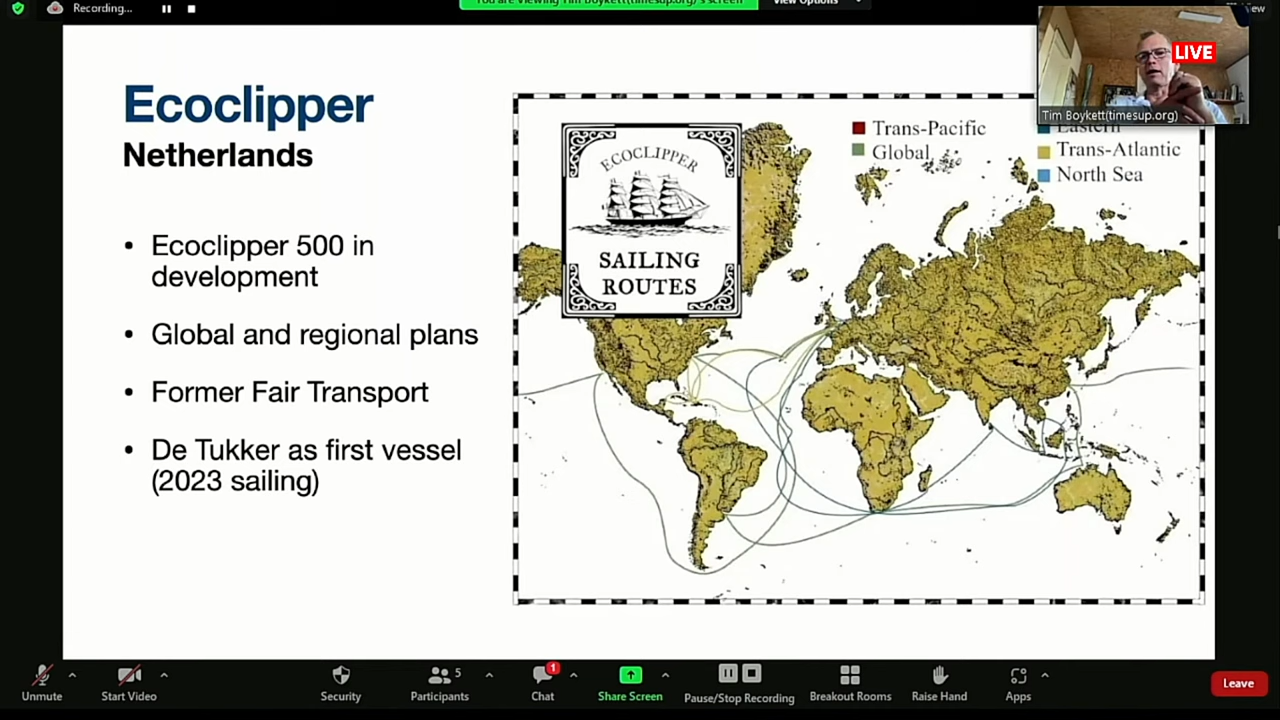 Recording...
You are viewing Tim Boykett(timesup.org)'s screen
View Options
Ecoclipper
Netherlands
• Ecoclipper 500 in
development
• Global and regional plans
• Former Fair Transport
• De Tukker as first vessel
(2023 sailing)
ECOCLIPPER
SAILING
ROUTES
Trans-Pacific
Global
Eastern
Trans-Atlantic
North Sea
LIVE
Tim Boykett(timesup.org)
Unmute
Start Video
Security
5
Participants
1
Chat
Share Screen
Pause/Stop Recording
Breakout Rooms
Raise Hand
Apps
Leave